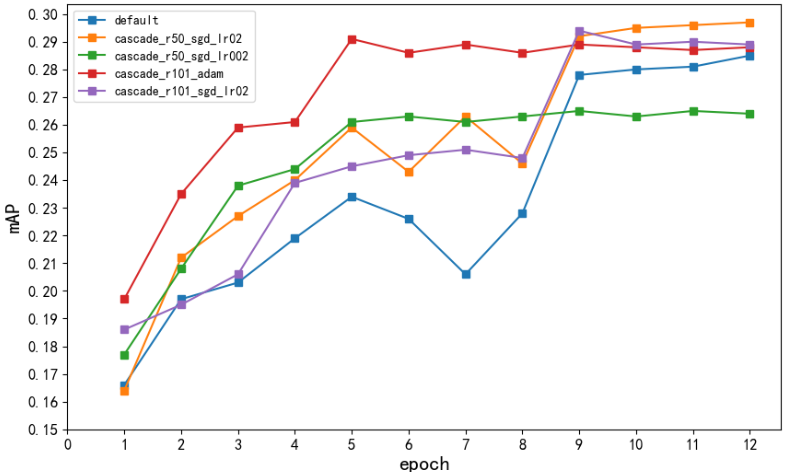 0.30
0.29
0.28
0.27
0.26
0.25
0.24
0.23
0.22
0.21
0.20
0.19
0.18
0.17
0.16
0.15
mAP
default
cascade_r50_sgd_lr02
cascade_r50_sgd_lr002
cascade_r101_adam
cascade_r101_sgd_lr02
0 1 2 3 4 5 6 7 8 9 10 11 12
epoch